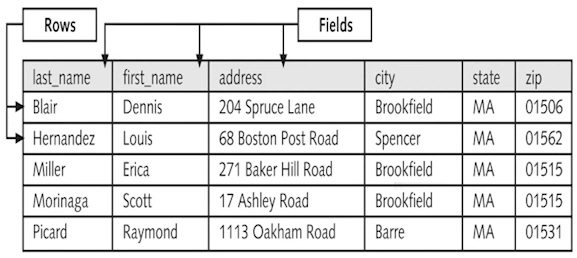 Rows Fields
last_name first_name address city state zip
Blair Dennis 204 Spruce Lane Brookfield MA 01506
Hernandez Louis 68 Boston Post Road Spencer MA 01562
Miller Erica 271 Baker Hill Road Brookfield MA 01515
Morinaga Scott 17 Ashley Road Brookfield MA 01515
Picard Raymond 1113 Oakham Road Barre MA 01531